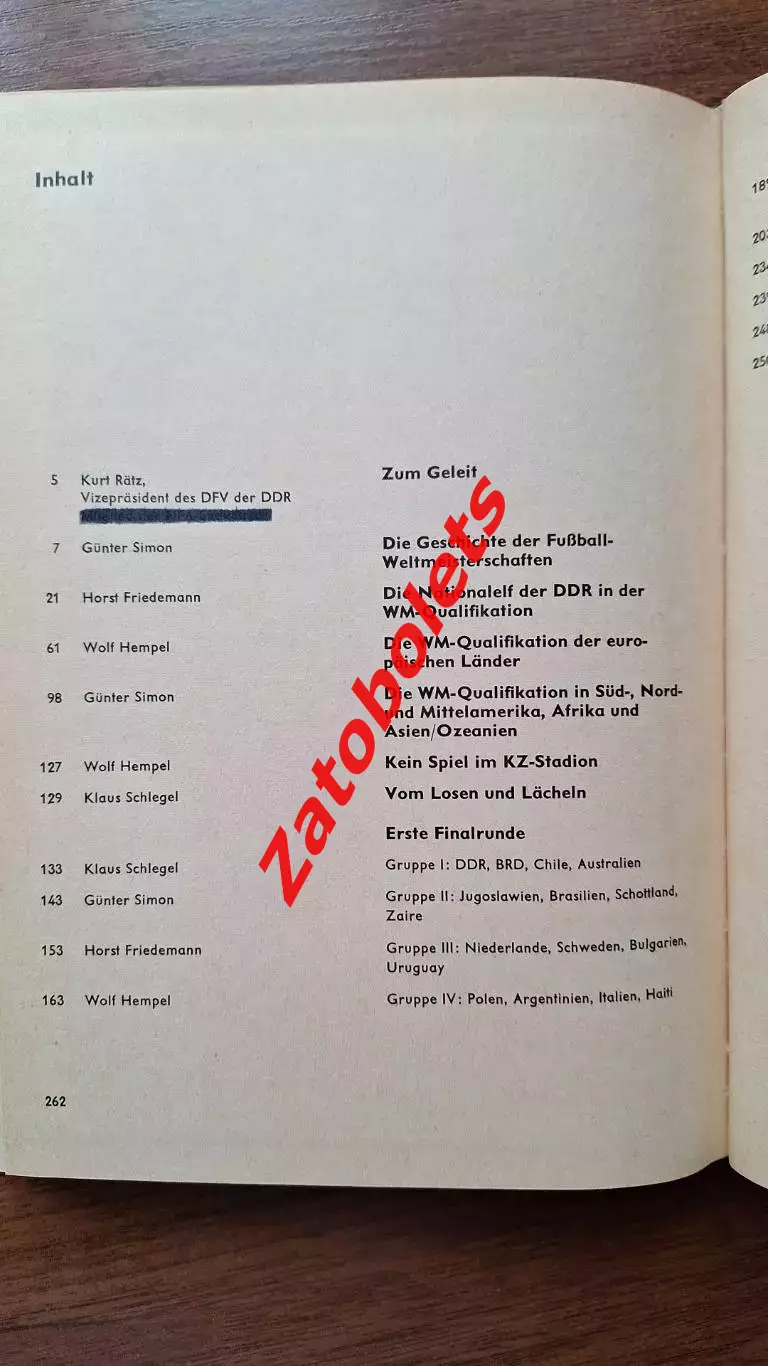 Inhalt
5 Kurt Rätz, Zum Geleit
Vizepräsident des DFV der DDR
7 Günter Simon Die Geschichte der Fußball-
Weltmeisterschaften
21 Horst Friedemann Die Nationalelf der DDR in der
WM-Qualifikation
61 Wolf Hempel Die WM-Qualifikation der euro-
päischen Länder
98 Günter Simon Die WM-Qualifikation in Süd-, Nord-
und Mittelamerika, Afrika und
Asien/Ozeanien
127 Wolf Hempel Kein Spiel im KZ-Stadion
129 Klaus Schlegel Vom Losen und Lächeln
Erste Finalrunde
133 Klaus Schlegel Gruppe I: DDR, BRD, Chile, Australien
143 Günter Simon Gruppe II: Jugoslawien, Brasilien, Schottland,
Zaire
153 Horst Friedemann Gruppe III: Niederlande, Schweden, Bulgarien,
Uruguay
163 Wolf Hempel Gruppe IV: Polen, Argentinien, Italien, Haiti
262
Zatobolets